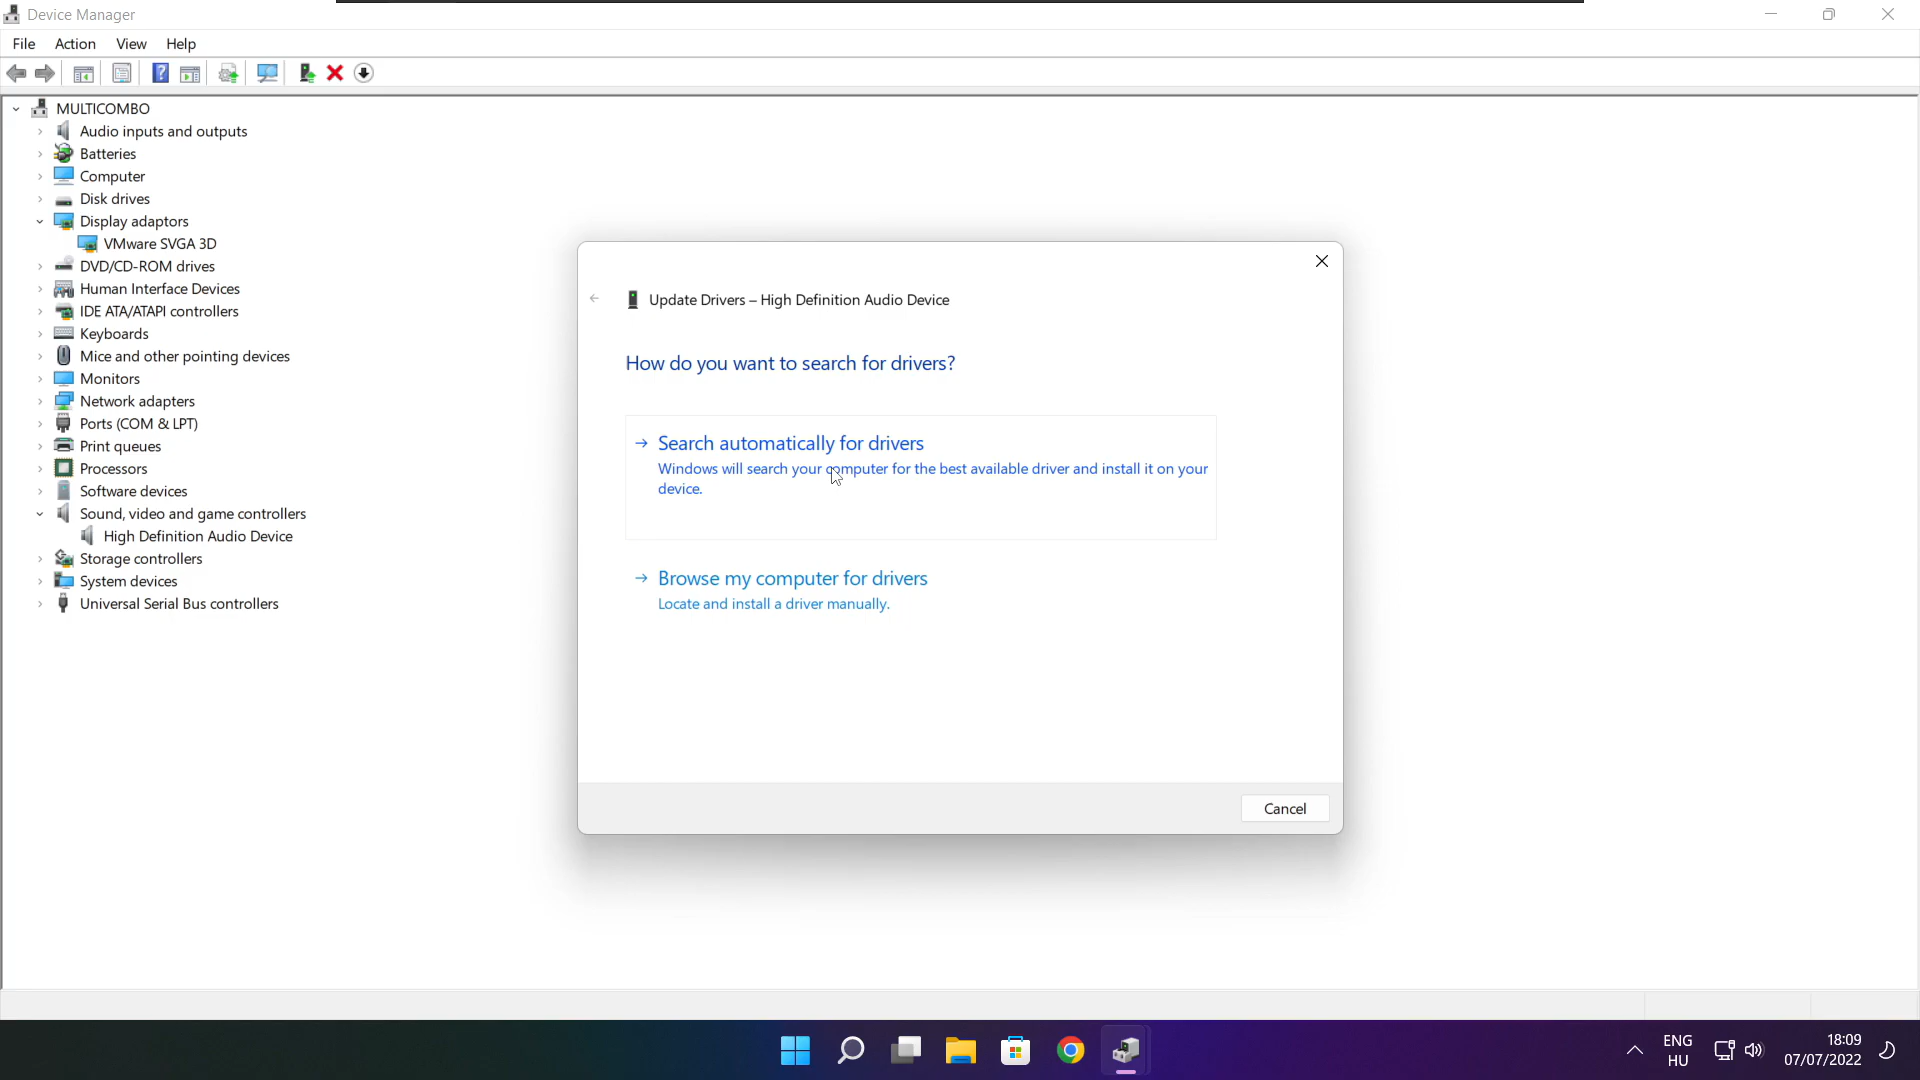 Device Manager
File Action View Help
MULTICOMBO
Audio inputs and outputs
Batteries
Computer
Disk drives
Display adaptors
VMware SVGA 3D
DVD/CD-ROM drives
Human Interface Devices
IDE ATA/ATAPI controllers
Keyboards
Mice and other pointing devices
Monitors
Network adapters
Ports (COM & LPT)
Print queues
Processors
Software devices
Sound, video and game controllers
High Definition Audio Device
Storage controllers
System devices
Universal Serial Bus controllers
Update Drivers – High Definition Audio Device
How do you want to search for drivers?
Search automatically for drivers
Windows will search your computer for the best available driver and install it on your
device.
Browse my computer for drivers
Locate and install a driver manually.
Cancel
ENG
HU
18:09
07/07/2022